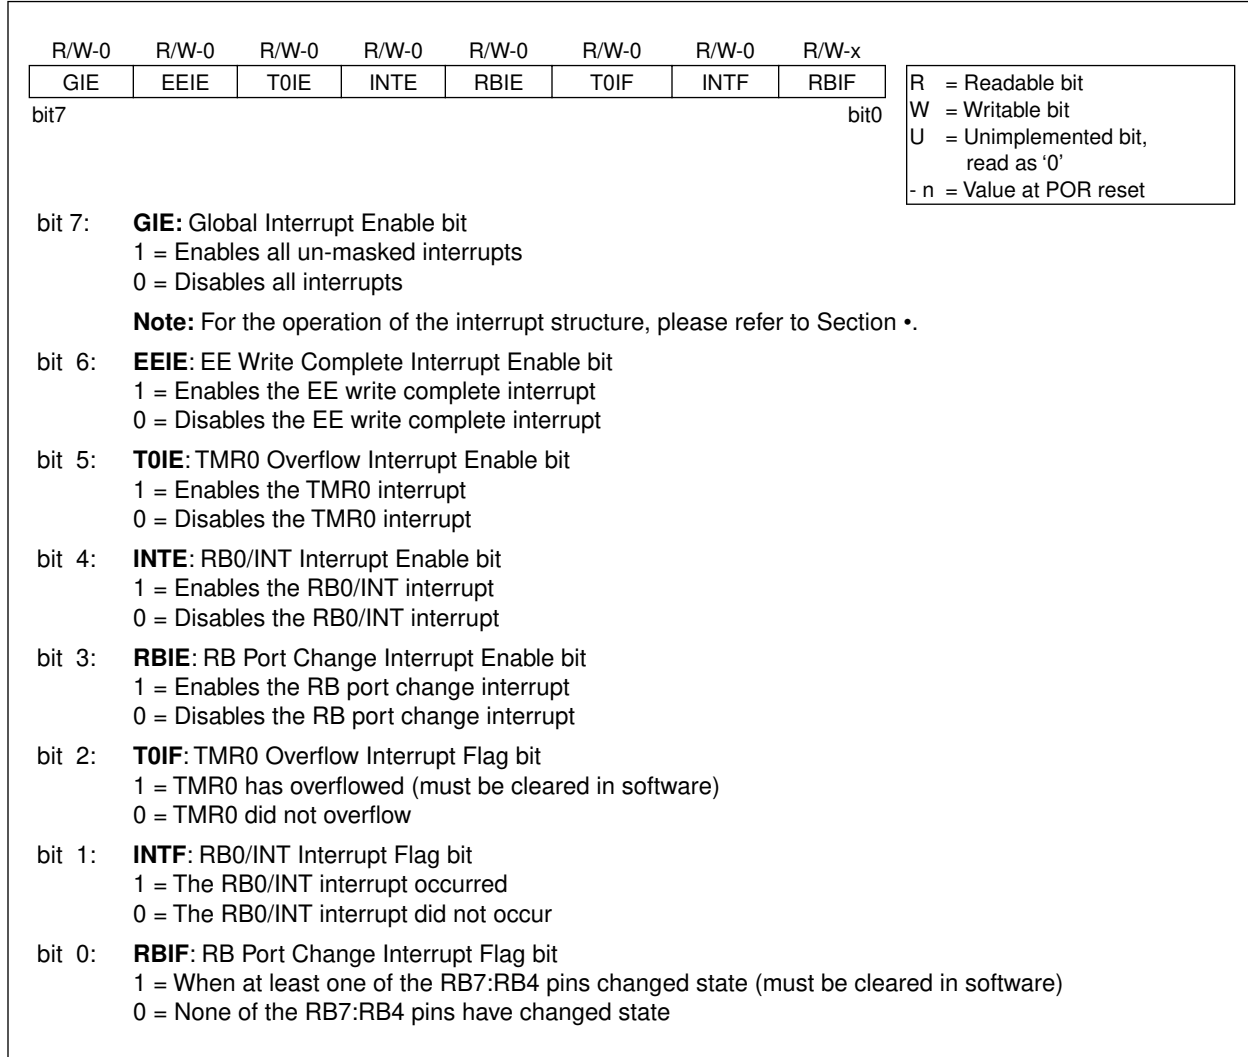 R/W-0 R/W-0 R/W-0 R/W-0 R/W-0 R/W-0 R/W-0 R/W-x
GIE EEIE T0IE INTE RBIE T0IF INTF RBIF
bit7 bit0
R = Readable bit
W = Writable bit
U = Unimplemented bit,
read as ‘0’
- n = Value at POR reset
bit 7: GIE: Global Interrupt Enable bit
1 = Enables all un-masked interrupts
0 = Disables all interrupts
Note: For the operation of the interrupt structure, please refer to Section •.
bit 6: EEIE: EE Write Complete Interrupt Enable bit
1 = Enables the EE write complete interrupt
0 = Disables the EE write complete interrupt
bit 5: T0IE: TMR0 Overflow Interrupt Enable bit
1 = Enables the TMR0 interrupt
0 = Disables the TMR0 interrupt
bit 4: INTE: RB0/INT Interrupt Enable bit
1 = Enables the RB0/INT interrupt
0 = Disables the RB0/INT interrupt
bit 3: RBIE: RB Port Change Interrupt Enable bit
1 = Enables the RB port change interrupt
0 = Disables the RB port change interrupt
bit 2: T0IF: TMR0 Overflow Interrupt Flag bit
1 = TMR0 has overflowed (must be cleared in software)
0 = TMR0 did not overflow
bit 1: INTF: RB0/INT Interrupt Flag bit
1 = The RB0/INT interrupt occurred
0 = The RB0/INT interrupt did not occur
bit 0: RBIF: RB Port Change Interrupt Flag bit
1 = When at least one of the RB7:RB4 pins changed state (must be cleared in software)
0 = None of the RB7:RB4 pins have changed state